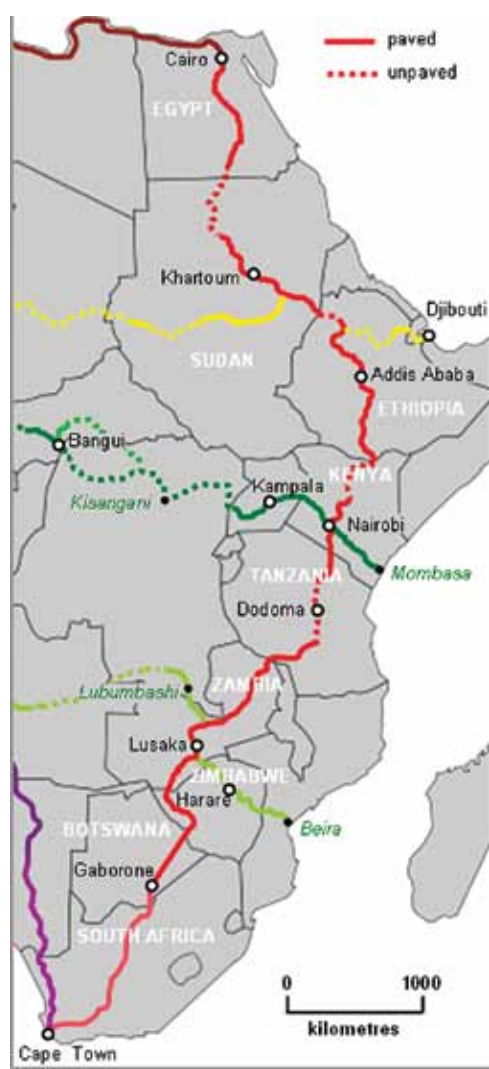 paved
Cairo
unpaved
EGYPT
Khartoum
Djibouti
SUDAN
Addis Ababa
ETHIOPIA
Bangui
KENYA
Kampala
Kisangani
Nairobi
TANZANIA
Mombasa
Dodoma
ZAMBIA
Lubumbashi
Lusaka
ZIMBABWE
Harare
BOTSWANA
Beira
Gaborone
SOUTH AFRICA
0 1000
kilometres
Cape Town